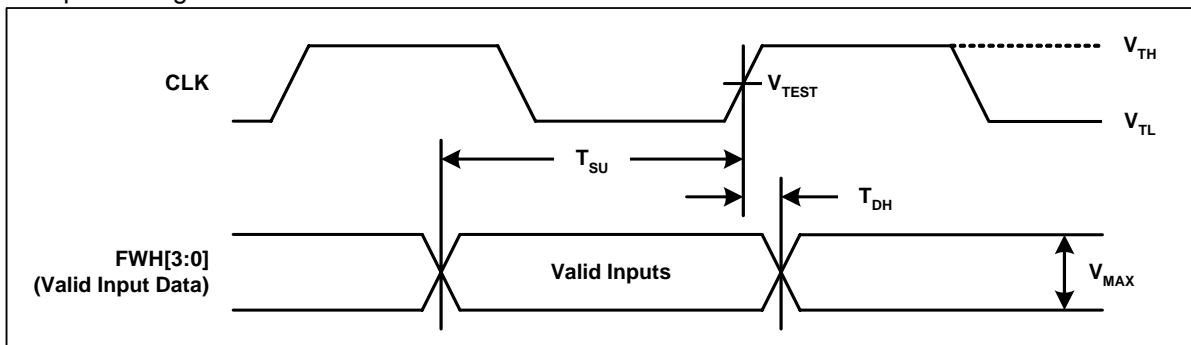 CLK
V_TH
V_TEST
V_TL
T_SU
T_DH
FWH[3:0]
(Valid Input Data)
Valid Inputs
V_MAX